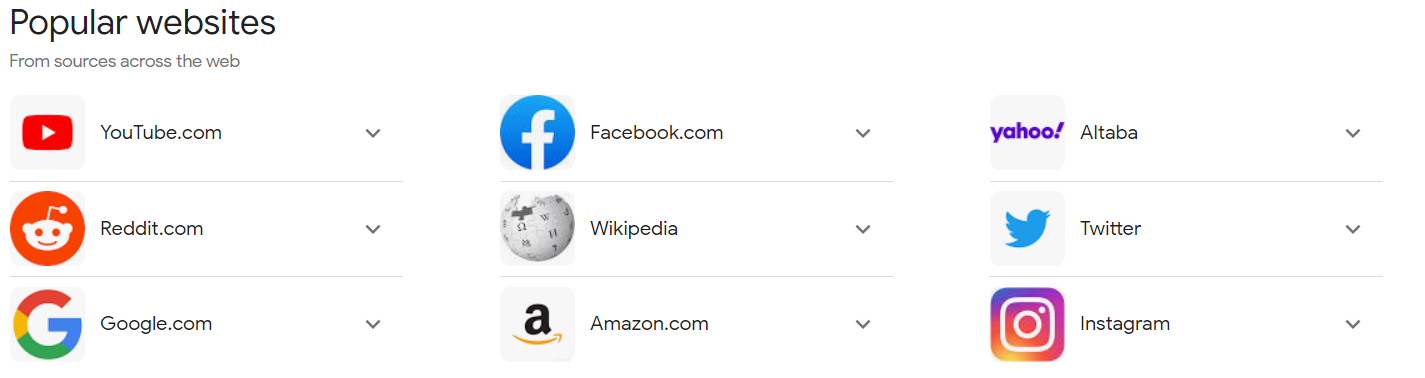 Popular websites
From sources across the web
YouTube.com
Facebook.com
yahoo! Altaba
Reddit.com
Wikipedia
Twitter
Google.com
Amazon.com
Instagram